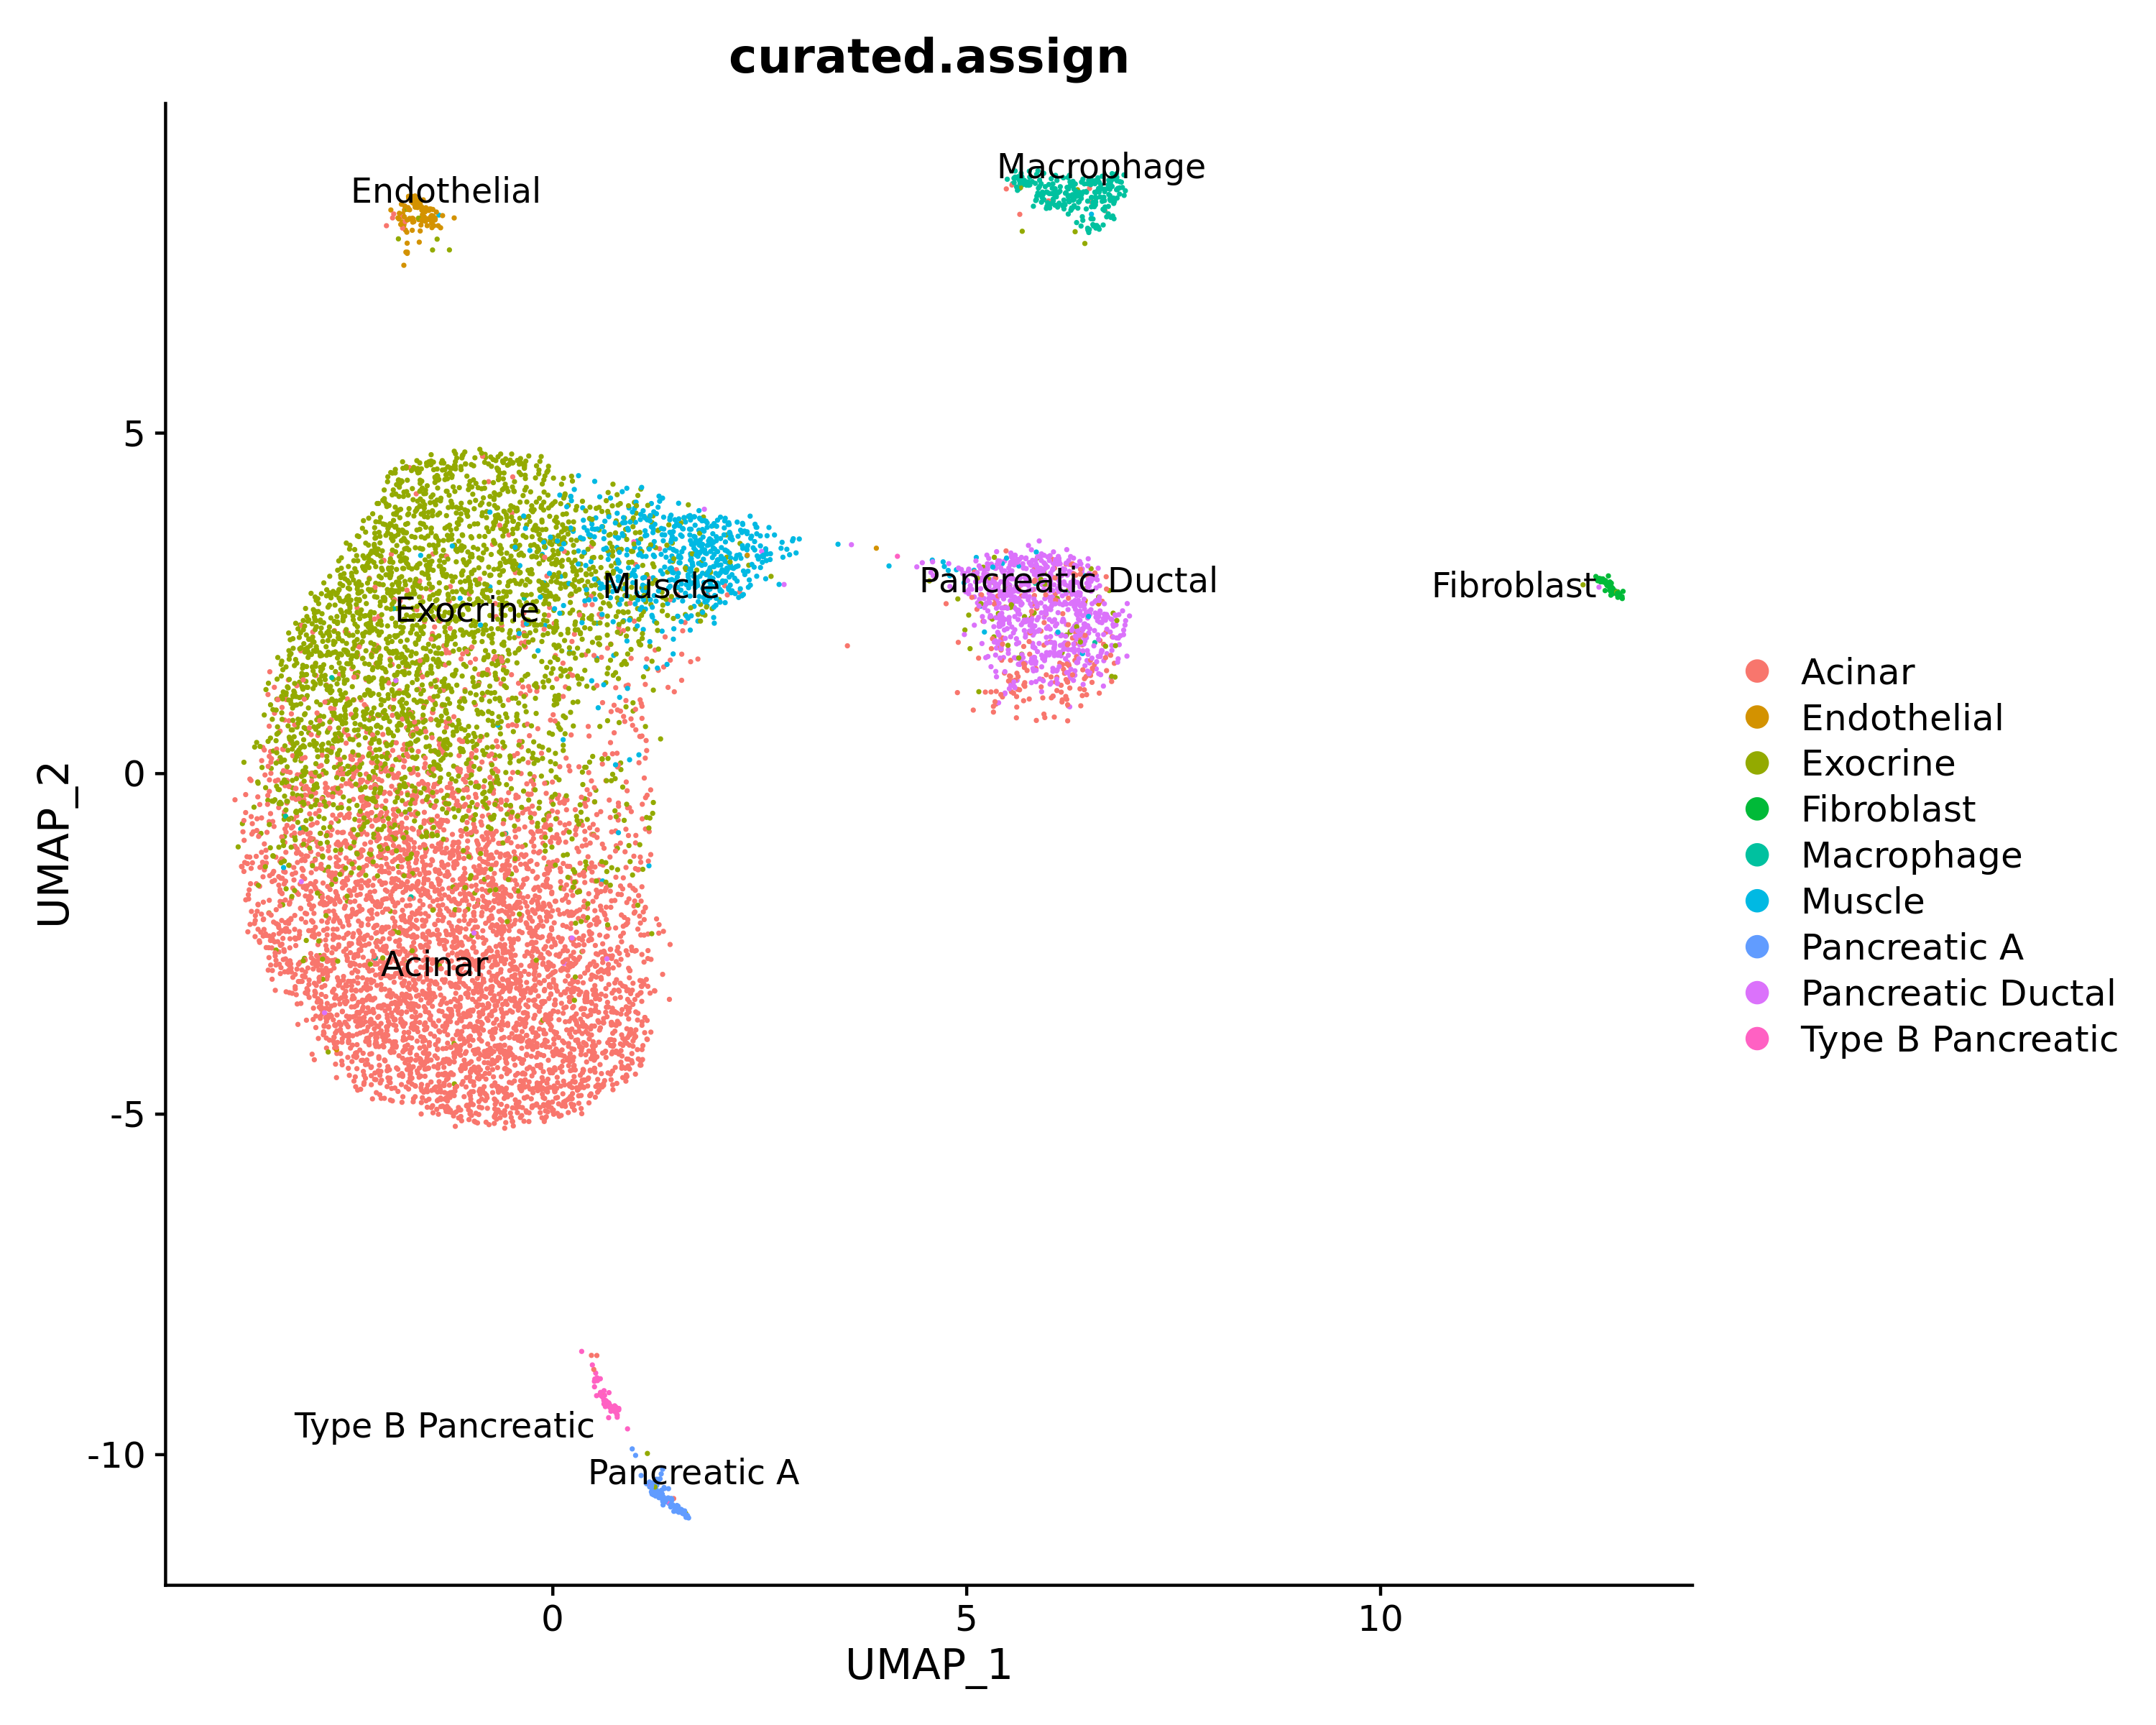 curated.assign
Endothelial
Macrophage
5
Pancreatic Ductal
Muscle
Fibroblast
Exocrine
0
Acinar
-5
Type B Pancreatic
-10
Pancreatic A
0
5
10
UMAP_1
UMAP_2
Acinar
Endothelial
Exocrine
Fibroblast
Macrophage
Muscle
Pancreatic A
Pancreatic Ductal
Type B Pancreatic